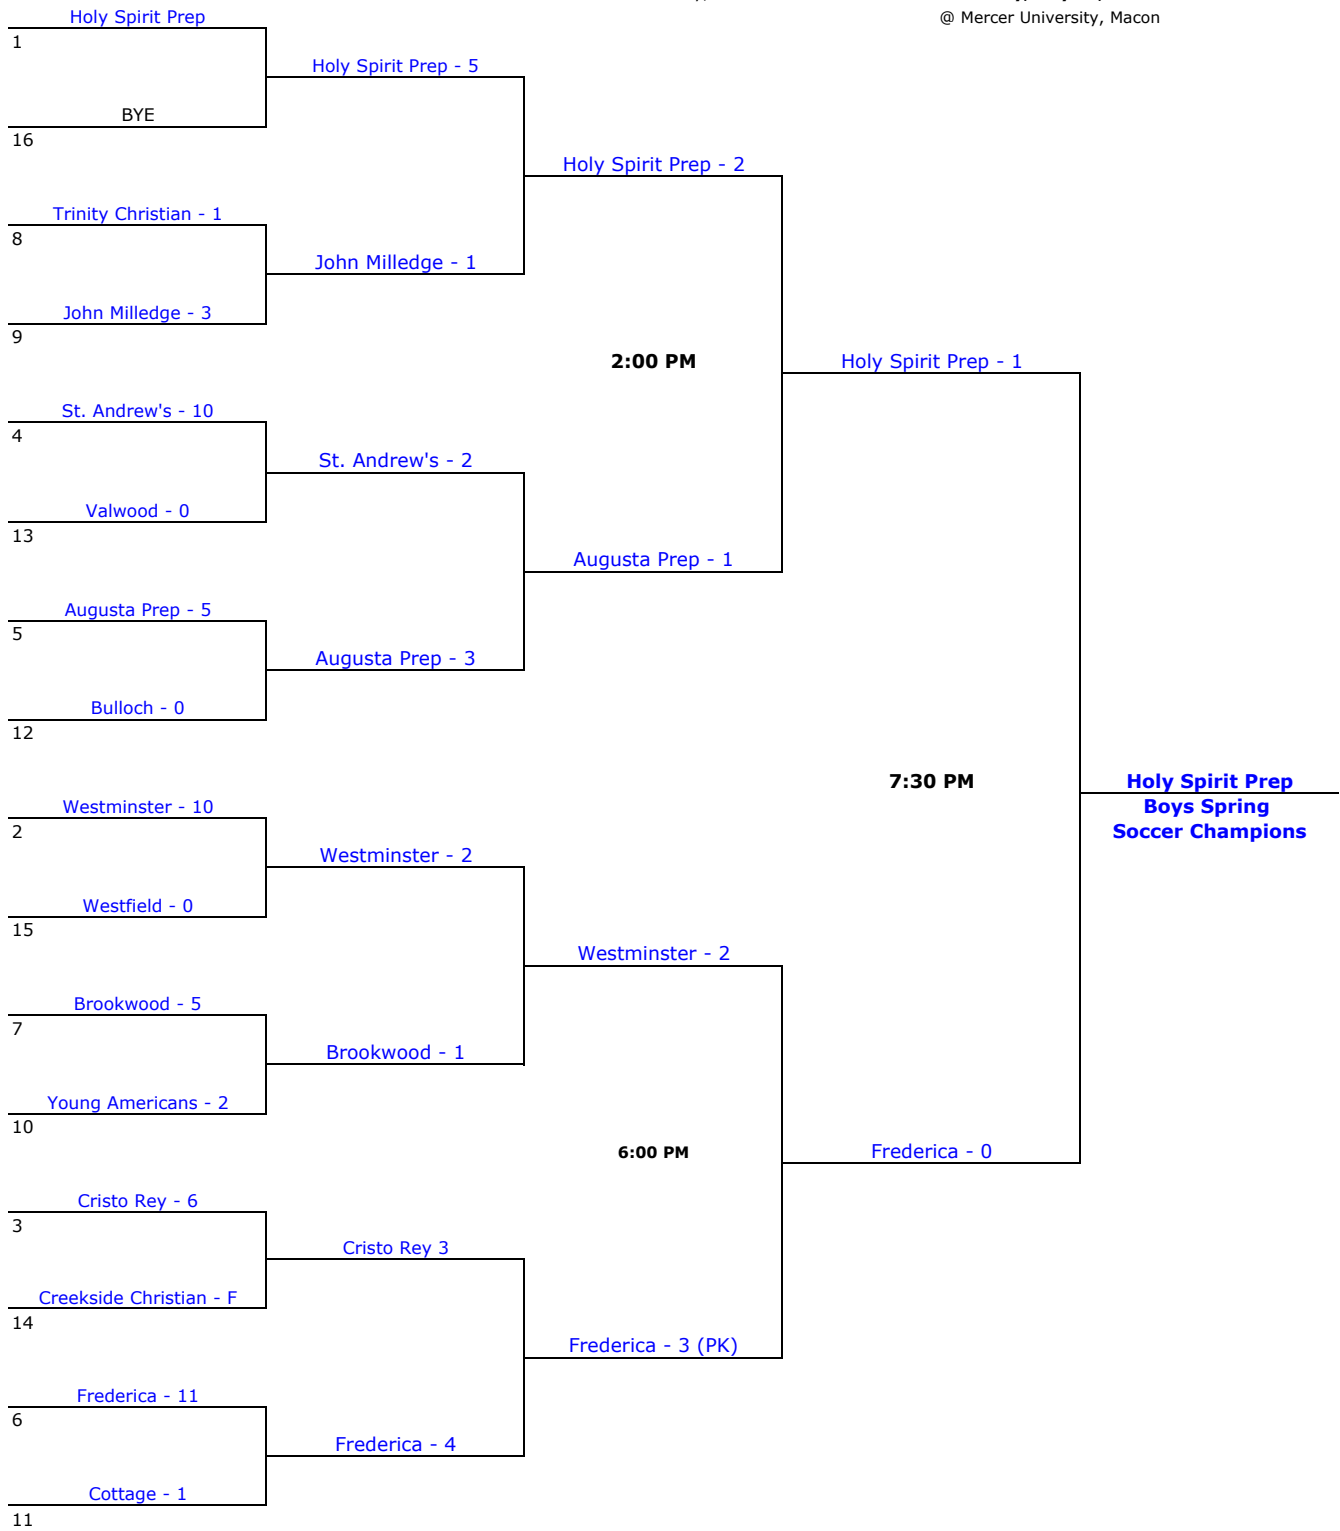 @ Mercer University, Macon
Holy Spirit Prep
1
Holy Spirit Prep - 5
BYE
16
Holy Spirit Prep - 2
Trinity Christian - 1
8
John Milledge - 1
John Milledge - 3
9
2:00 PM
Holy Spirit Prep - 1
St. Andrew's - 10
4
St. Andrew's - 2
Valwood - 0
13
Augusta Prep - 1
Augusta Prep - 5
5
Augusta Prep - 3
Bulloch - 0
12
7:30 PM
Holy Spirit Prep
Boys Spring
Soccer Champions
Westminster - 10
2
Westminster - 2
Westfield - 0
15
Westminster - 2
Brookwood - 5
7
Brookwood - 1
Young Americans - 2
10
6:00 PM
Frederica - 0
Cristo Rey - 6
3
Cristo Rey 3
Creekside Christian - F
14
Frederica - 3 (PK)
Frederica - 11
6
Frederica - 4
Cottage - 1
11